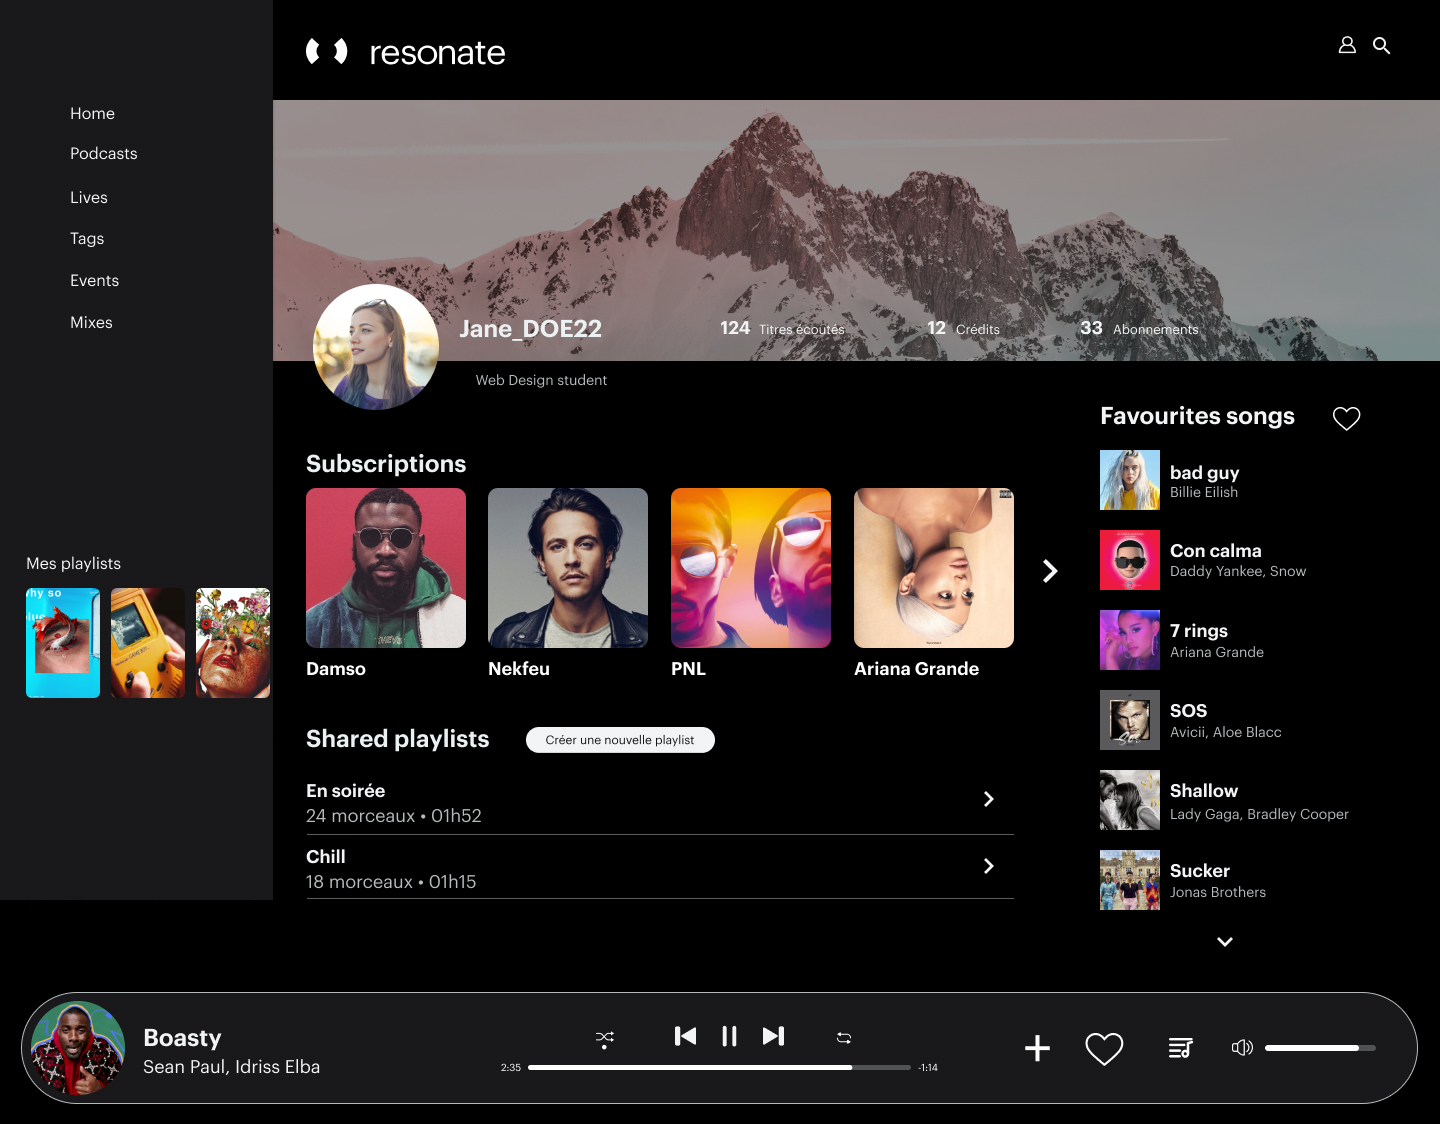 resonate
Home
Podcasts
Lives
Tags
Events
Mixes
Jane_DOE22
124 Titres écoutés
12 Crédits
33 Abonnements
Web Design student
Subscriptions
Damso
Nekfeu
PNL
Ariana Grande
Favourites songs
bad guy
Billie Eilish
Con calma
Daddy Yankee, Snow
7 rings
Ariana Grande
SOS
Avicii, Aloe Blacc
Shallow
Lady Gaga, Bradley Cooper
Sucker
Jonas Brothers
Mes playlists
hy so
Shared playlists
Créer une nouvelle playlist
En soirée
24 morceaux • 01h52
Chill
18 morceaux • 01h15
Boasty
Sean Paul, Idriss Elba
2:35
-1:14